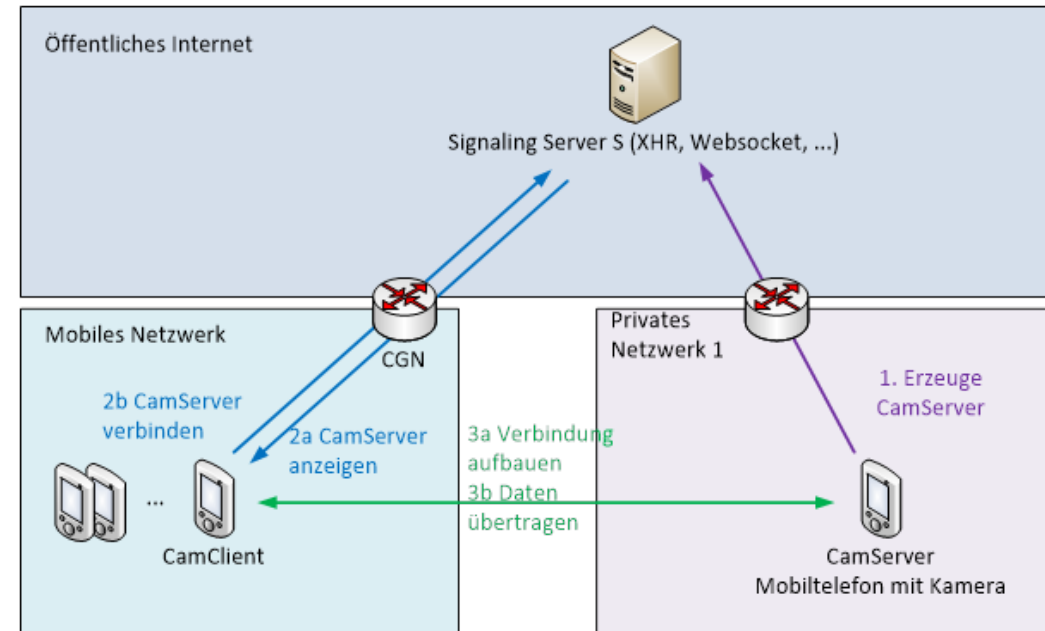 Öffentliches Internet
Signaling Server S (XHR, Websocket, ...)
Mobiles Netzwerk
CGN
Privates
Netzwerk 1
1. Erzeuge
CamServer
2b CamServer
verbinden
2a CamServer
anzeigen
3a Verbindung
aufbauen
3b Daten
übertragen
...
CamClient
CamServer
Mobiltelefon mit Kamera